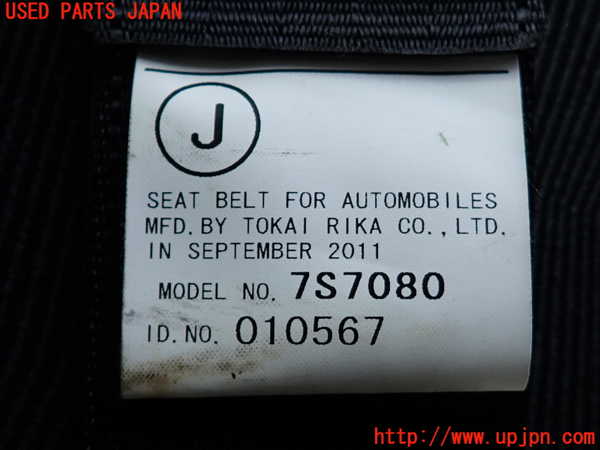 USED PARTS JAPAN
J
SEAT BELT FOR AUTOMOBILES
MFD. BY TOKAI RIKA CO., LTD.
IN SEPTEMBER 2011
MODEL NO. 7S7080
ID. NO. 010567
http://www.upjpn.com/